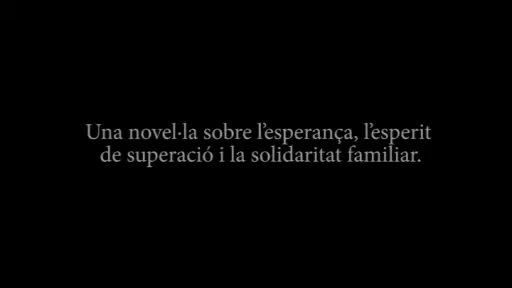 Una novel·la sobre l’esperança, l’esperit
de superació i la solidaritat familiar.